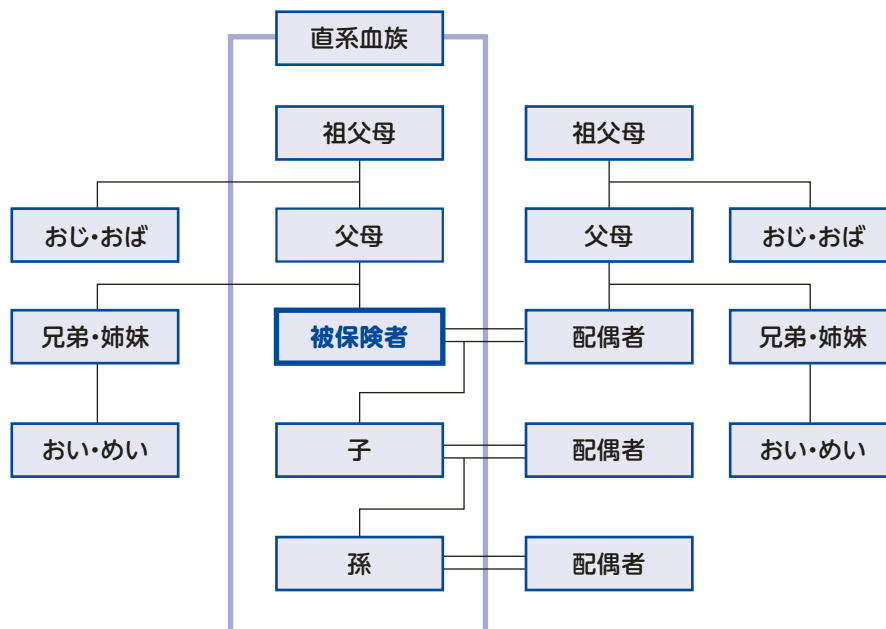 直系血族
祖父母
祖父母
おじ・おば
父母
父母
おじ・おば
兄弟・姉妹
被保険者
配偶者
兄弟・姉妹
おい・めい
子
配偶者
おい・めい
孫
配偶者